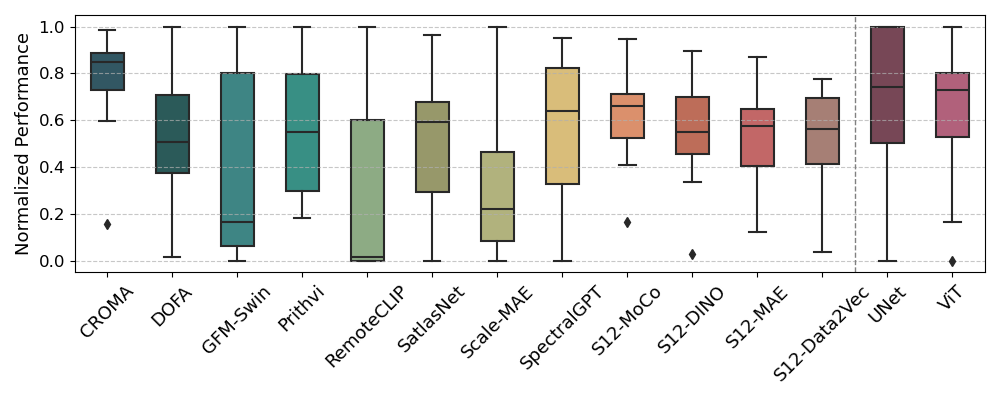 Normalized Performance
1.0
0.8
0.6
0.4
0.2
0.0
CROMA
DOFA
GFM-Swin
Prithvi
RemoteCLIP
SatlasNet
Scale-MAE
SpectralGPT
S12-MoCo
S12-DINO
S12-MAE
S12-Data2Vec
UNet
ViT